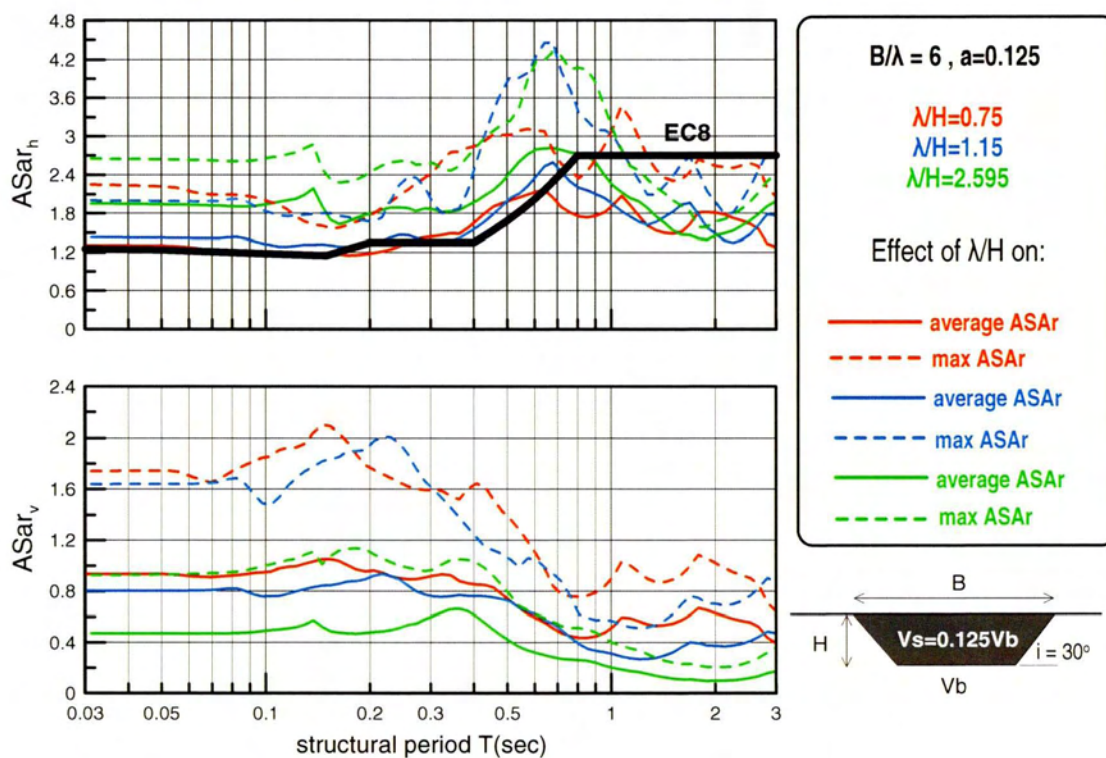 4.8
4.2
3.6
3
2.4
1.8
1.2
0.6
0
ASar_h
EC8
2.4
2
1.6
1.2
0.8
0.4
0
ASar_v
0.03
0.05
0.1
0.2
0.3
0.5
1
2
3
structural period T(sec)
B/λ = 6 , a=0.125
λ/H=0.75
λ/H=1.15
λ/H=2.595
Effect of λ/H on:
average ASAr
max ASAr
average ASAr
max ASAr
average ASAr
max ASAr
B
H
Vs=0.125Vb
i = 30°
Vb